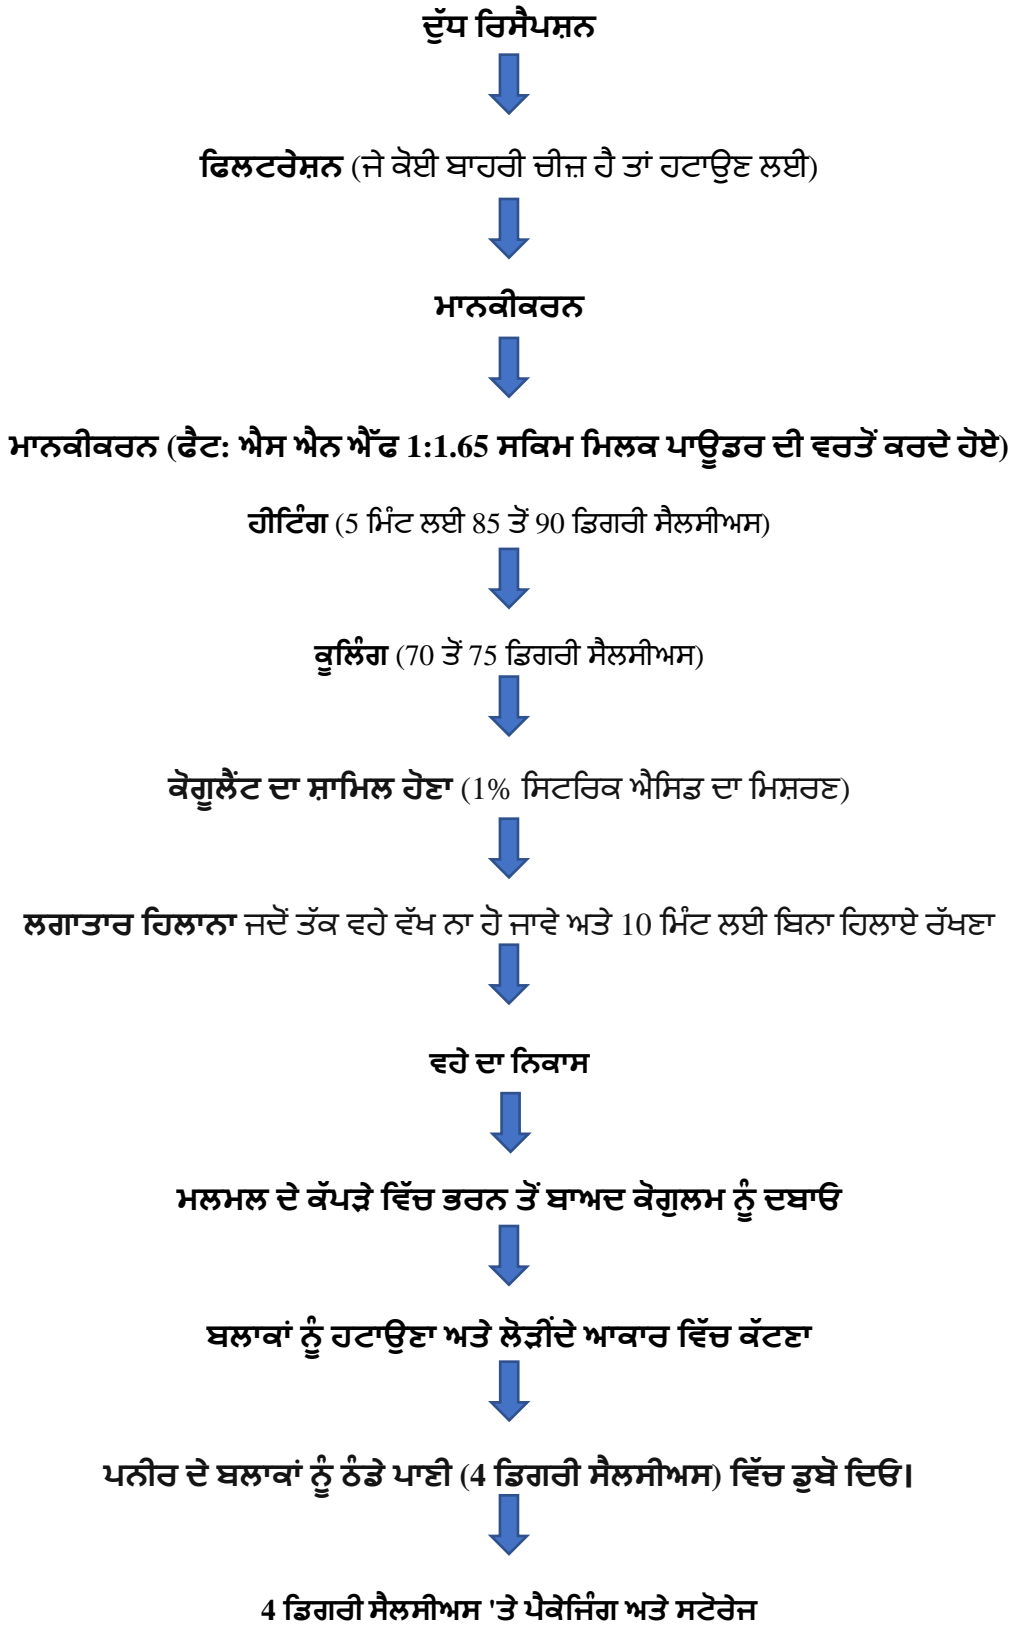 ਦੁੱਧ ਰਿਸੈਪਸ਼ਨ
ਫਿਲਟਰੇਸ਼ਨ (ਜੇ ਕੋਈ ਬਾਹਰੀ ਚੀਜ਼ ਹੈ ਤਾਂ ਹਟਾਉਣ ਲਈ)
ਮਾਨਕੀਕਰਨ
ਮਾਨਕੀਕਰਨ (ਫੈਟ: ਐਸ ਐਨ ਐੱਫ 1:1.65 ਸਕਿਮ ਮਿਲਕ ਪਾਊਡਰ ਦੀ ਵਰਤੋਂ ਕਰਦੇ ਹੋਏ)
ਹੀਟਿੰਗ (5 ਮਿੰਟ ਲਈ 85 ਤੋਂ 90 ਡਿਗਰੀ ਸੈਲਸੀਅਸ)
ਕੂਲਿੰਗ (70 ਤੋਂ 75 ਡਿਗਰੀ ਸੈਲਸੀਅਸ)
ਕੋਗੂਲੈਂਟ ਦਾ ਸ਼ਾਮਿਲ ਹੋਣਾ (1% ਸਿਟਰਿਕ ਐਸਿਡ ਦਾ ਮਿਸ਼ਰਣ)
ਲਗਾਤਾਰ ਹਿਲਾਨਾ ਜਦੋਂ ਤੱਕ ਵਹੇ ਵੱਖ ਨਾ ਹੋ ਜਾਵੇ ਅਤੇ 10 ਮਿੰਟ ਲਈ ਬਿਨਾ ਹਿਲਾਏ ਰੱਖਣਾ
ਵਹੇ ਦਾ ਨਿਕਾਸ
ਮਲਮਲ ਦੇ ਕੱਪੜੇ ਵਿੱਚ ਭਰਨ ਤੋਂ ਬਾਅਦ ਕੋਗੁਲਮ ਨੂੰ ਦਬਾਓ
ਬਲਾਕਾਂ ਨੂੰ ਹਟਾਉਣਾ ਅਤੇ ਲੋੜੀਂਦੇ ਆਕਾਰ ਵਿੱਚ ਕੱਟਣਾ
ਪਨੀਰ ਦੇ ਬਲਾਕਾਂ ਨੂੰ ਠੰਡੇ ਪਾਣੀ (4 ਡਿਗਰੀ ਸੈਲਸੀਅਸ) ਵਿੱਚ ਡੁਬੋ ਦਿਓ।
4 ਡਿਗਰੀ ਸੈਲਸੀਅਸ 'ਤੇ ਪੈਕੇਜਿੰਗ ਅਤੇ ਸਟੋਰੇਜ